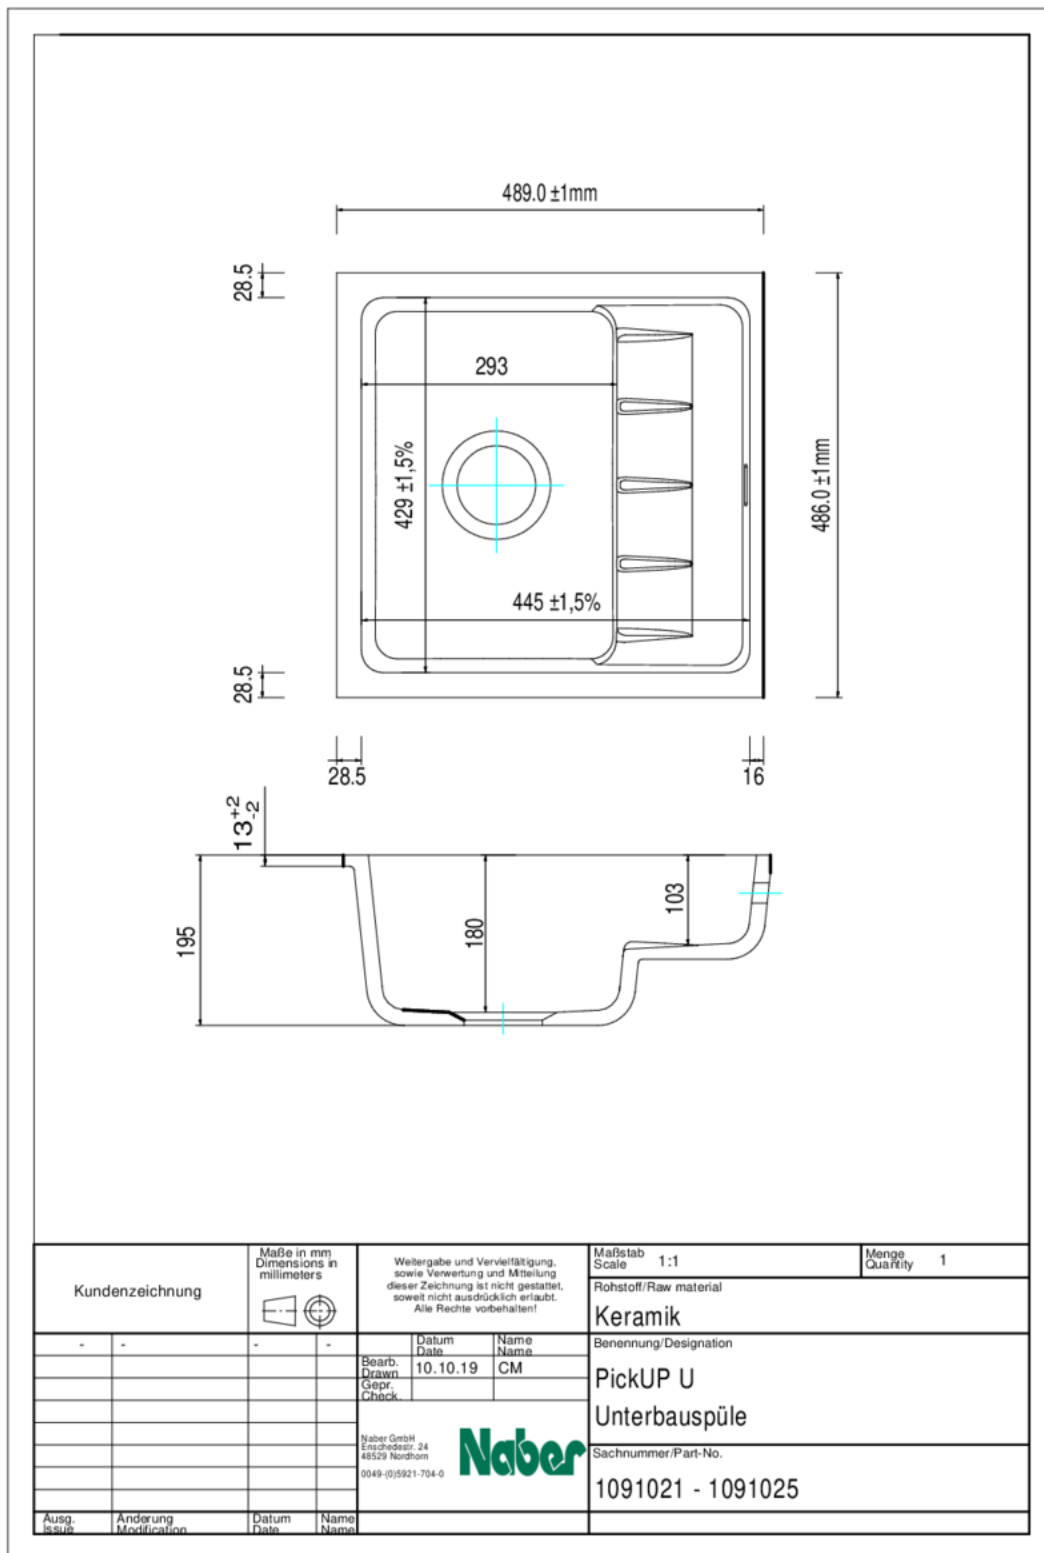 489.0 ±1mm
28.5
293
429 ±1,5%
486.0 ±1mm
445 ±1,5%
28.5
28.5
16
13 +2 -2
195
180
103
Kundenzeichnung
Maße in mm
Dimensions in
millimeters
Weitergabe und Vervielfältigung,
sowie Verwertung und Mitteilung
dieser Zeichnung ist nicht gestattet,
soweit nicht ausdrücklich erlaubt.
Alle Rechte vorbehalten!
Maßstab
Scale 1:1
Menge
Quantity 1
Rohstoff/Raw material
Keramik
- - - -
Datum
Date
Name
Name
Bearb.
Drawn 10.10.19 CM
Gepr.
Check.
Benennung/Designation
PickUP U
Unterbauspüle
Naber GmbH
Enschedestr. 24
48529 Nordhorn
0049-(0)5921-704-0
Naber
Sachnummer/Part-No.
1091021 - 1091025
Ausg.
Issue
Änderung
Modification
Datum
Date
Name
Name